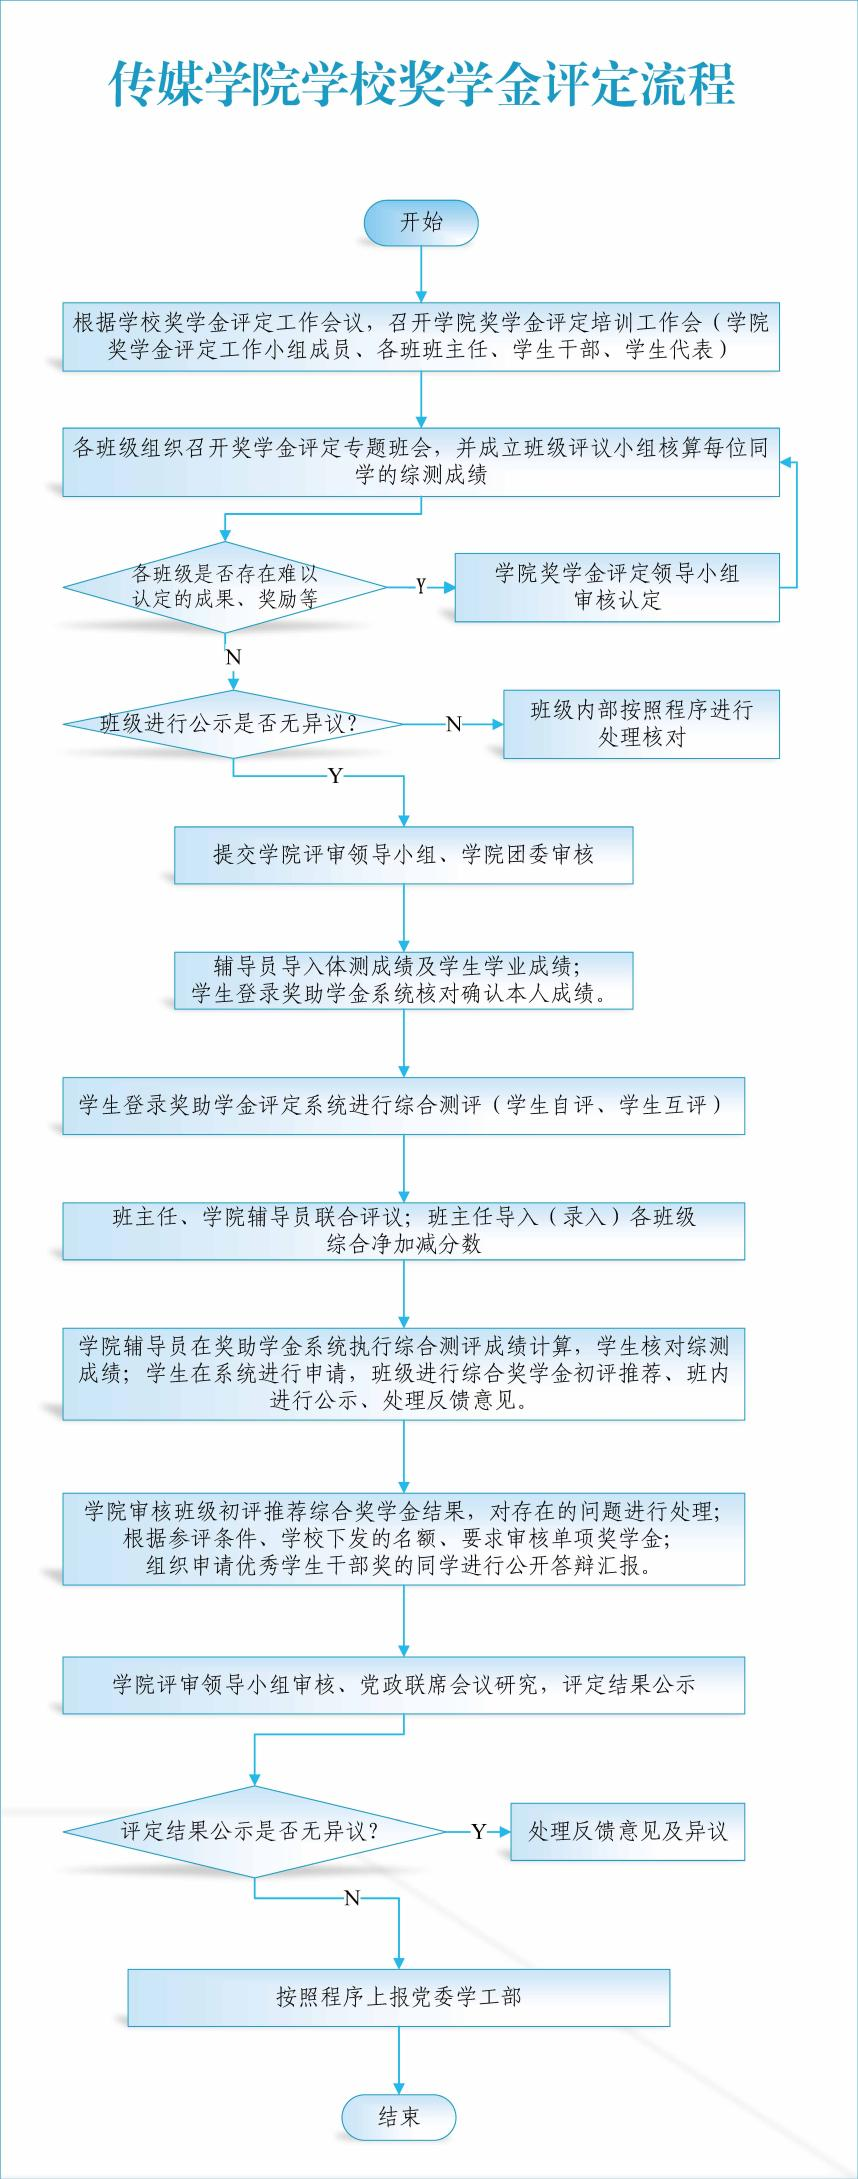 传媒学院学校奖学金评定流程
开始
根据学校奖学金评定工作会议，召开学院奖学金评定培训工作会（学院
奖学金评定工作小组成员、各班班主任、学生干部、学生代表）
各班级组织召开奖学金评定专题班会，并成立班级评议小组核算每位同
学的综测成绩
各班级是否存在难以
认定的成果、奖励等
Y
学院奖学金评定领导小组
审核认定
N
班级进行公示是否无异议？
N
班级内部按照程序进行
处理核对
Y
提交学院评审领导小组、学院团委审核
辅导员导入体测成绩及学生学业成绩；
学生登录奖助学金系统核对确认本人成绩。
学生登录奖助学金评定系统进行综合测评（学生自评、学生互评）
班主任、学院辅导员联合评议；班主任导入（录入）各班级
综合净加减分数
学院辅导员在奖助学金系统执行综合测评成绩计算，学生核对综测
成绩；学生在系统进行申请，班级进行综合奖学金初评推荐、班内
进行公示、处理反馈意见。
学院审核班级初评推荐综合奖学金结果，对存在的问题进行处理；
根据参评条件、学校下发的名额、要求审核单项奖学金；
组织申请优秀学生干部奖的同学进行公开答辩汇报。
学院评审领导小组审核、党政联席会议研究，评定结果公示
评定结果公示是否无异议？
Y
处理反馈意见及异议
N
按照程序上报党委学工部
结束